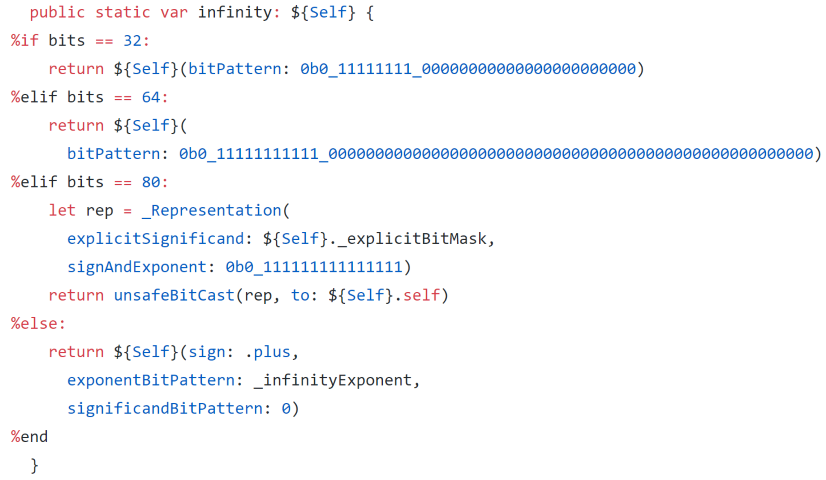 public static var infinity: ${Self} {
%if bits == 32:
return ${Self}(bitPattern: 0b0_11111111_00000000000000000000000)
%elif bits == 64:
return ${Self}(
bitPattern: 0b0_11111111111_0000000000000000000000000000000000000000000000000000)
%elif bits == 80:
let rep = _Representation(
explicitSignificand: ${Self}._explicitBitMask,
signAndExponent: 0b0_111111111111111)
return unsafeBitCast(rep, to: ${Self}.self)
%else:
return ${Self}(sign: .plus,
exponentBitPattern: _infinityExponent,
significandBitPattern: 0)
%end
}